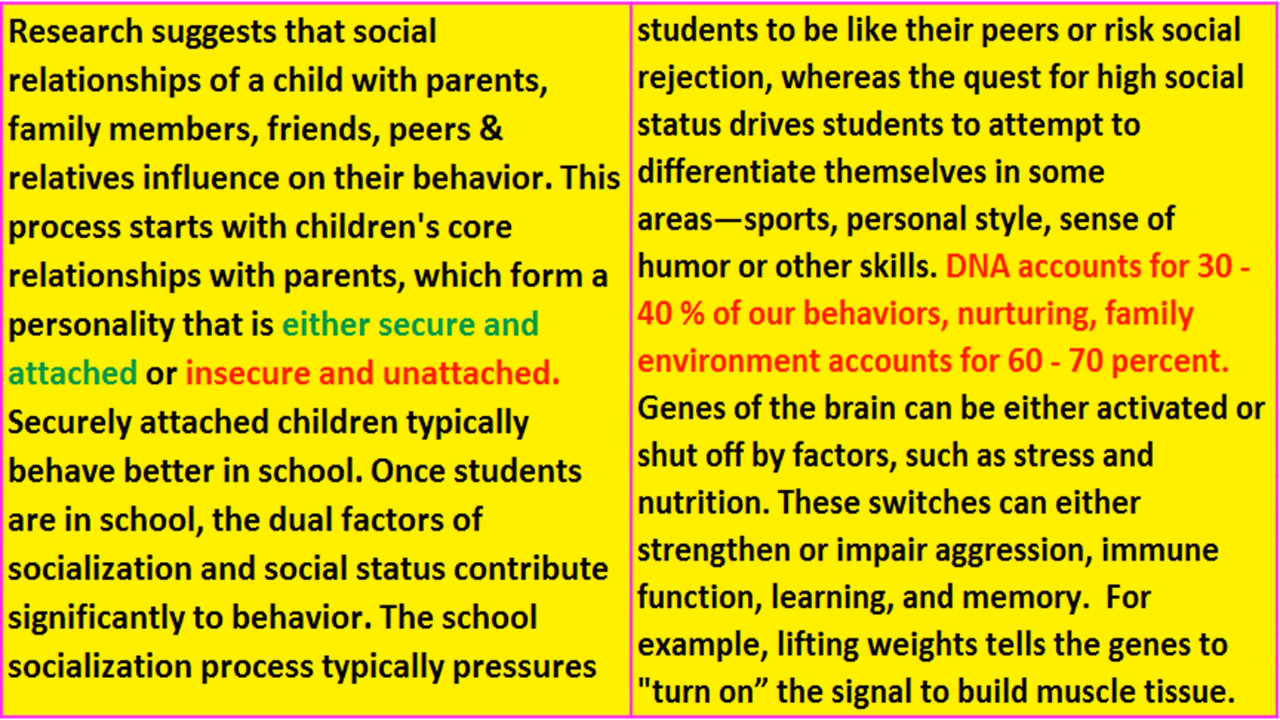 Research suggests that social
relationships of a child with parents,
family members, friends, peers &
relatives influence on their behavior. This
process starts with children's core
relationships with parents, which form a
personality that is either secure and
attached or insecure and unattached.
Securely attached children typically
behave better in school. Once students
are in school, the dual factors of
socialization and social status contribute
significantly to behavior. The school
socialization process typically pressures
students to be like their peers or risk social
rejection, whereas the quest for high social
status drives students to attempt to
differentiate themselves in some
areas—sports, personal style, sense of
humor or other skills. DNA accounts for 30 -
40 % of our behaviors, nurturing, family
environment accounts for 60 - 70 percent.
Genes of the brain can be either activated or
shut off by factors, such as stress and
nutrition. These switches can either
strengthen or impair aggression, immune
function, learning, and memory.  For
example, lifting weights tells the genes to
"turn on” the signal to build muscle tissue.